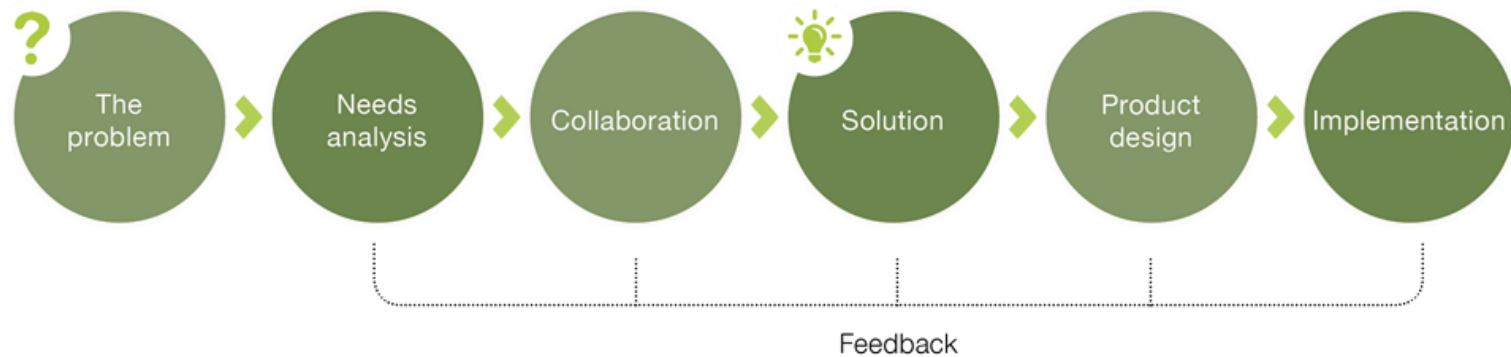 ?
The
problem
Needs
analysis
Collaboration
Solution
Product
design
Implementation
Feedback